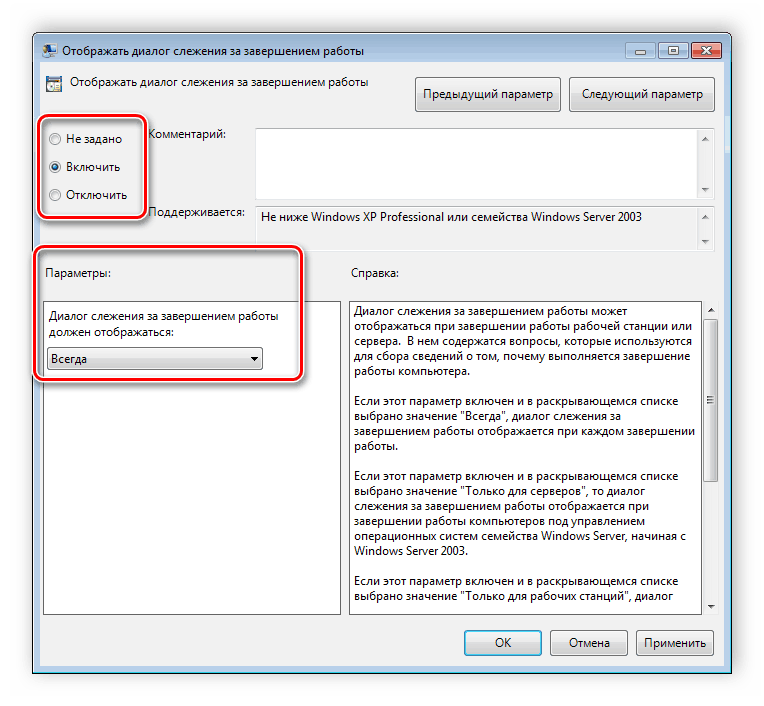 Отображать диалог слежения за завершением работы
Отображать диалог слежения за завершением работы
Предыдущий параметр
Следующий параметр
Не задано
Включить
Отключить
Комментарий:
Поддерживается:
Не ниже Windows XP Professional или семейства Windows Server 2003
Параметры:
Справка:
Диалог слежения за завершением работы
должен отображаться:
Всегда
Диалог слежения за завершением работы может
отображаться при завершении работы рабочей станции или
сервера. В нем содержатся вопросы, которые используются
для сбора сведений о том, почему выполняется завершение
работы компьютера.
Если этот параметр включен и в раскрывающемся списке
выбрано значение "Всегда", диалог слежения за
завершением работы отображается при каждом завершении
работы.
Если этот параметр включен и в раскрывающемся списке
выбрано значение "Только для серверов", то диалог
слежения за завершением работы отображается при
завершении работы компьютеров под управлением
операционных систем семейства Windows Server, начиная с
Windows Server 2003.
Если этот параметр включен и в раскрывающемся списке
выбрано значение "Только для рабочих станций", диалог
ОК
Отмена
Применить